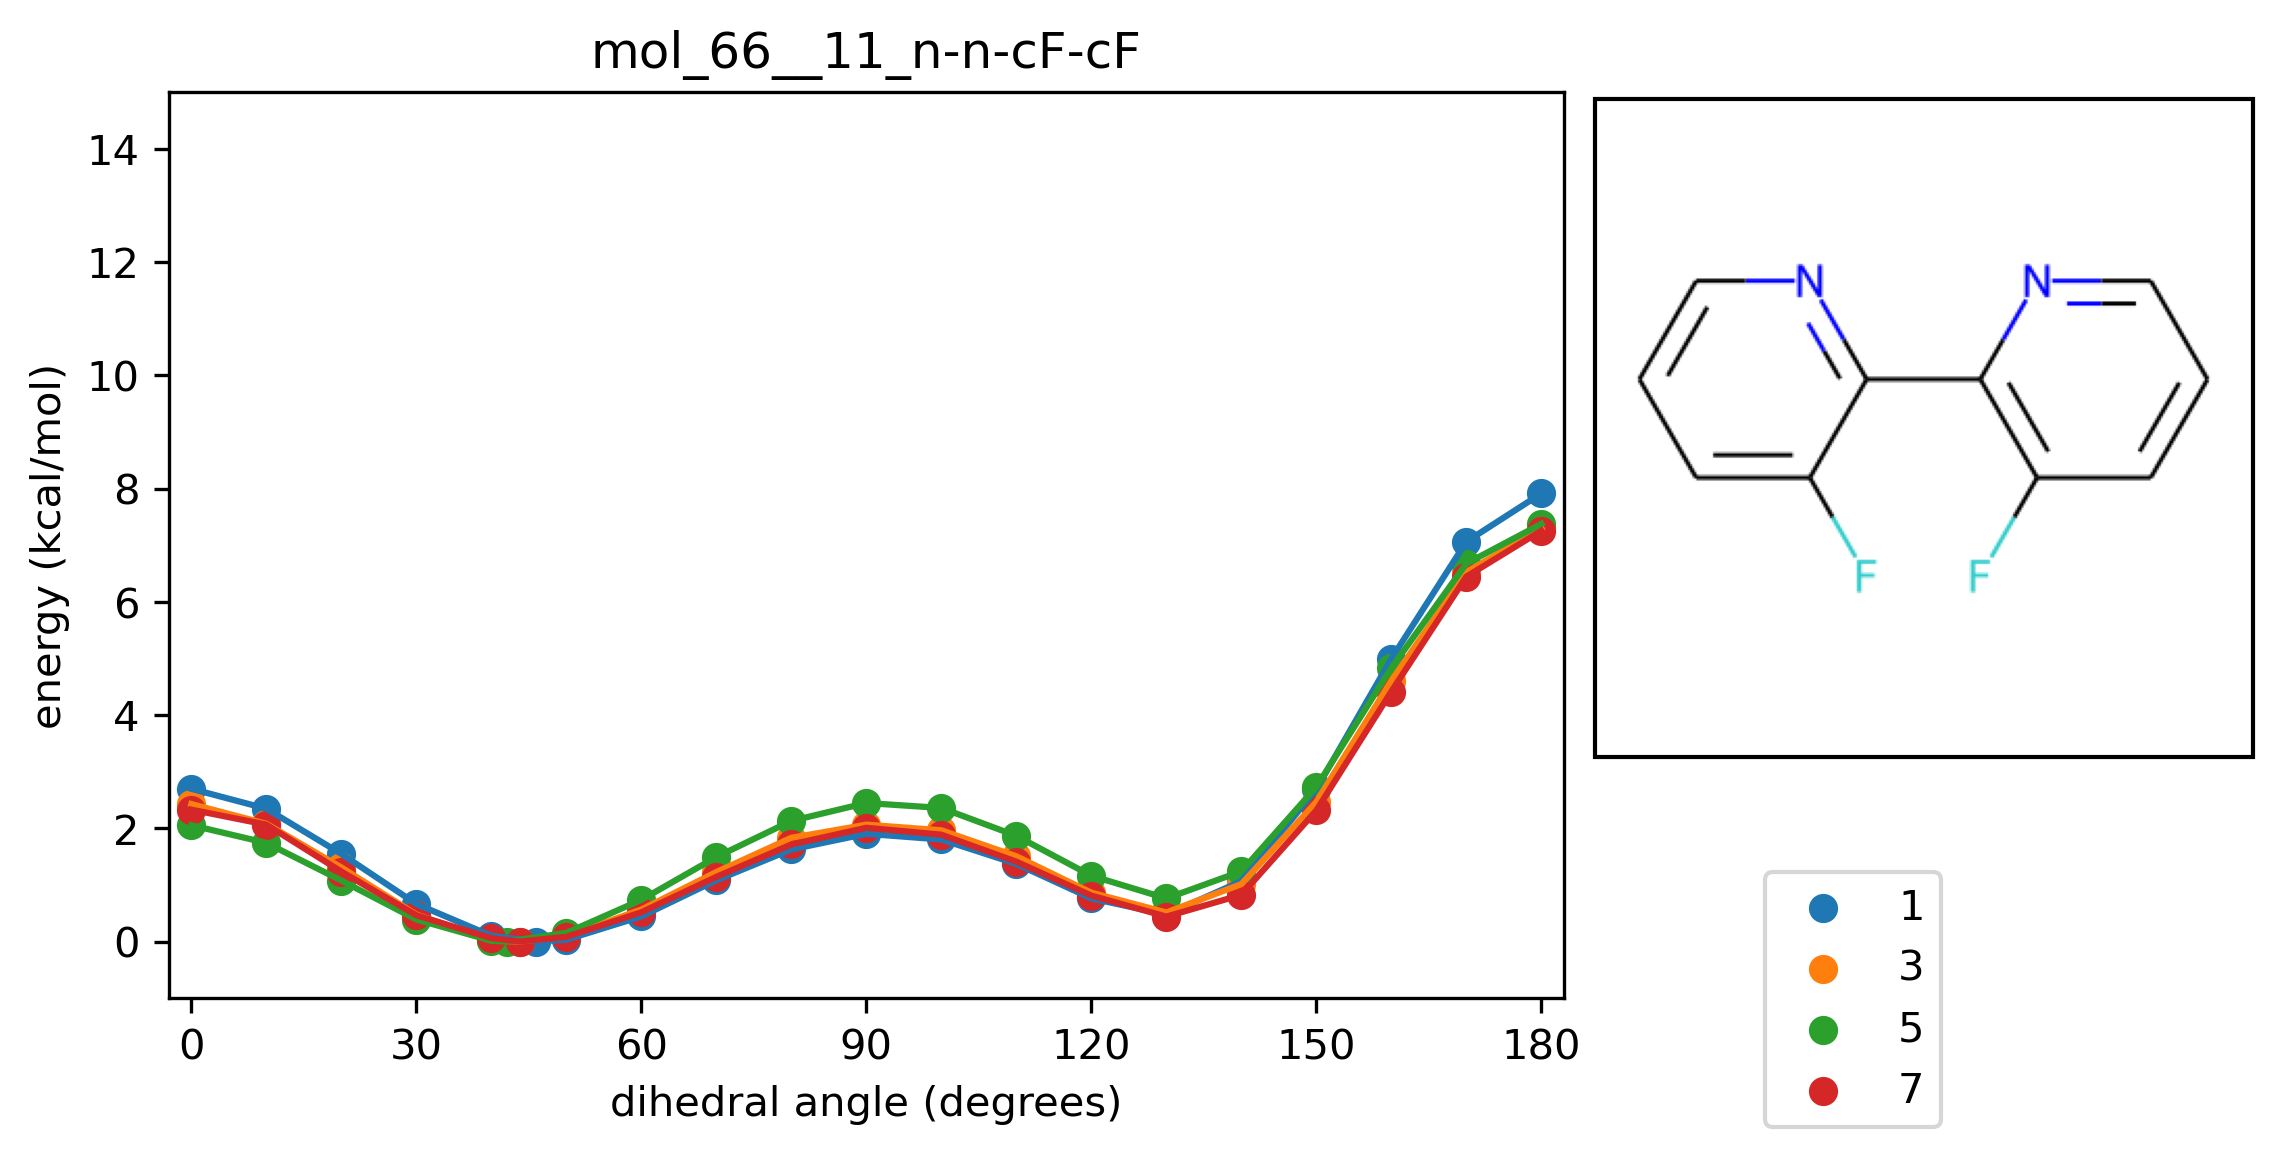 mol_66__11_n-n-cF-cF
energy (kcal/mol)
14
12
10
8
6
4
2
0
0 30 60 90 120 150 180
dihedral angle (degrees)
N N
F F
1
3
5
7